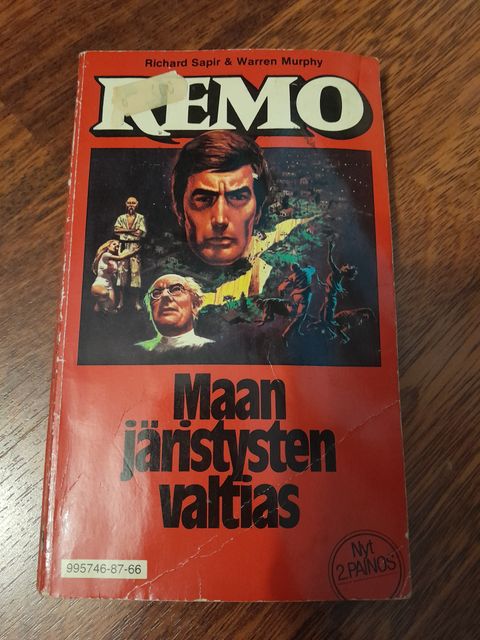 Richard Sapir & Warren Murphy
REMO
Maan
järistysten
valtias
Nyt
2.PAINOS
995746-87-66